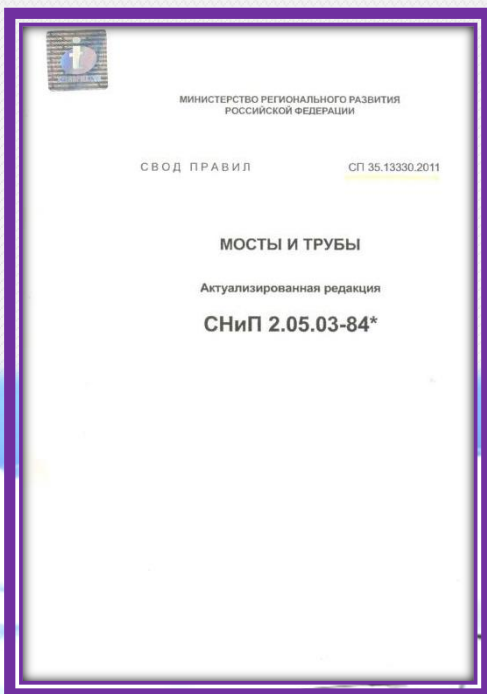 МИНИСТЕРСТВО РЕГИОНАЛЬНОГО РАЗВИТИЯ
РОССИЙСКОЙ ФЕДЕРАЦИИ
СВОД ПРАВИЛ СП 35.13330.2011
МОСТЫ И ТРУБЫ
Актуализированная редакция
СНиП 2.05.03-84*